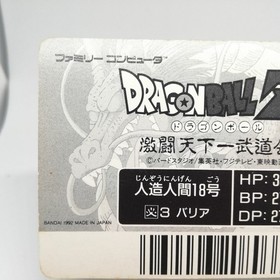 ファミリーコンピュータ
DRAGON BALL Z
ドラゴンボール
激闘天下一武道会
©バードスタジオ/集英社・フジテレビ・東映動
じんぞうにんげん ごう
人造人間18号
HP:3
BP:2
DP:2
3 バリア
BANDAI 1992 MADE IN JAPAN